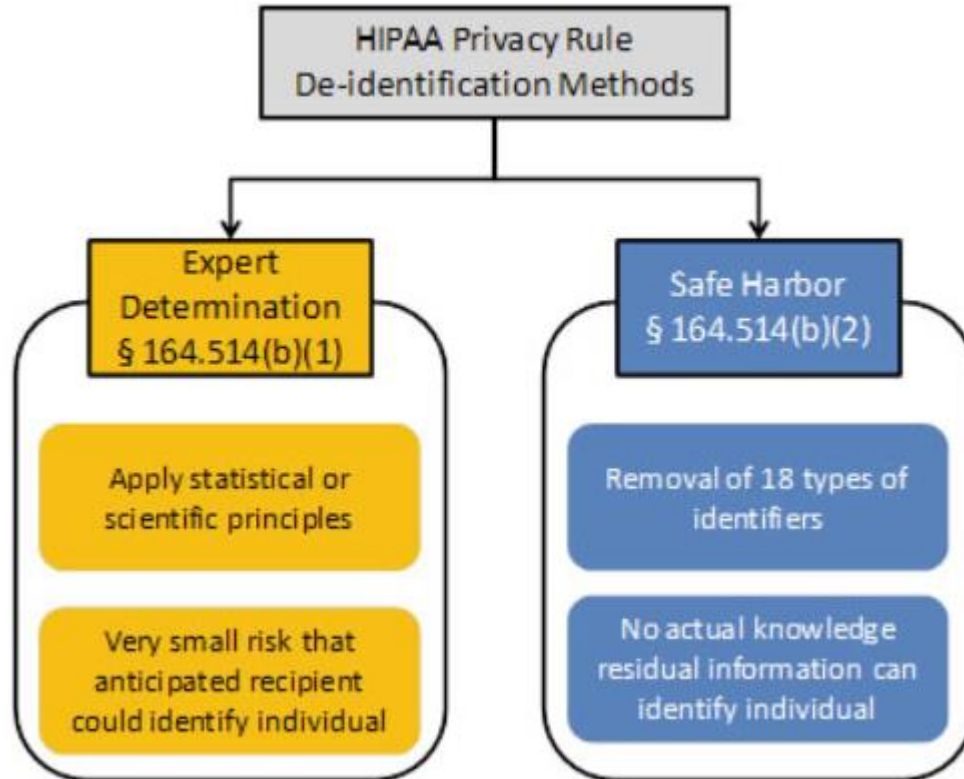 HIPAA Privacy Rule
De-identification Methods
Expert
Determination
§ 164.514(b)(1)
Apply statistical or
scientific principles
Very small risk that
anticipated recipient
could identify individual
Safe Harbor
§ 164.514(b)(2)
Removal of 18 types of
identifiers
No actual knowledge
residual information can
identify individual